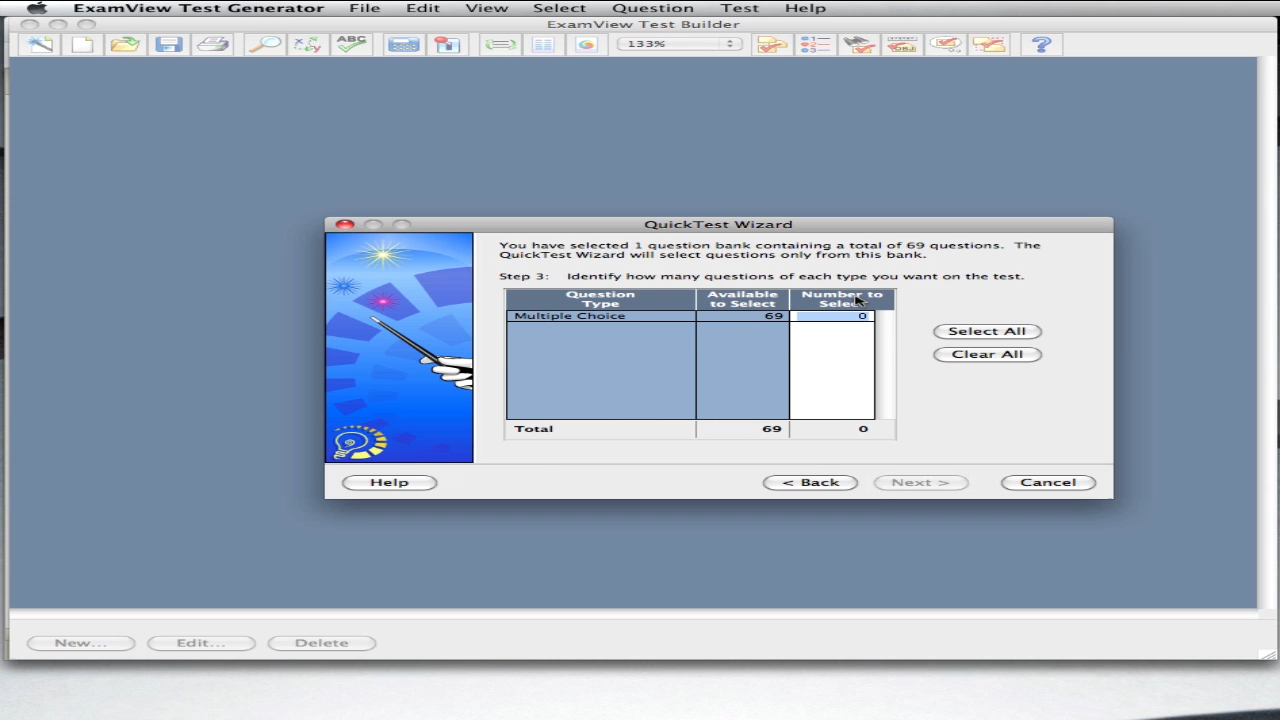 ExamView Test Generator File Edit View Select Question Test Help
ExamView Test Builder
ABC
133%
QuickTest Wizard
You have selected 1 question bank containing a total of 69 questions. The
QuickTest Wizard will select questions only from this bank.
Step 3: Identify how many questions of each type you want on the test.
Question Type Available to Select Number to Select
Multiple Choice 69 0
Select All
Clear All
Total 69 0
Help < Back Next > Cancel
New... Edit... Delete